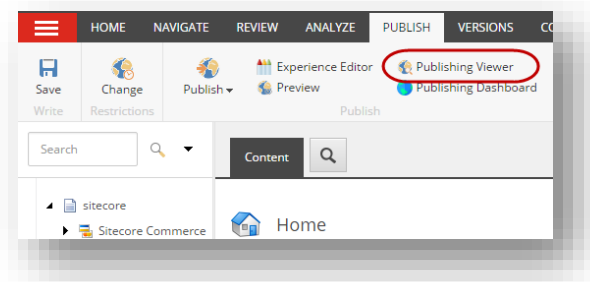 HOME NAVIGATE REVIEW ANALYZE PUBLISH VERSIONS
Experience Editor Publishing Viewer
Save Change Publish Preview Publishing Dashboard
Write Restrictions Publish
Search Content
sitecore
Sitecore Commerce Home